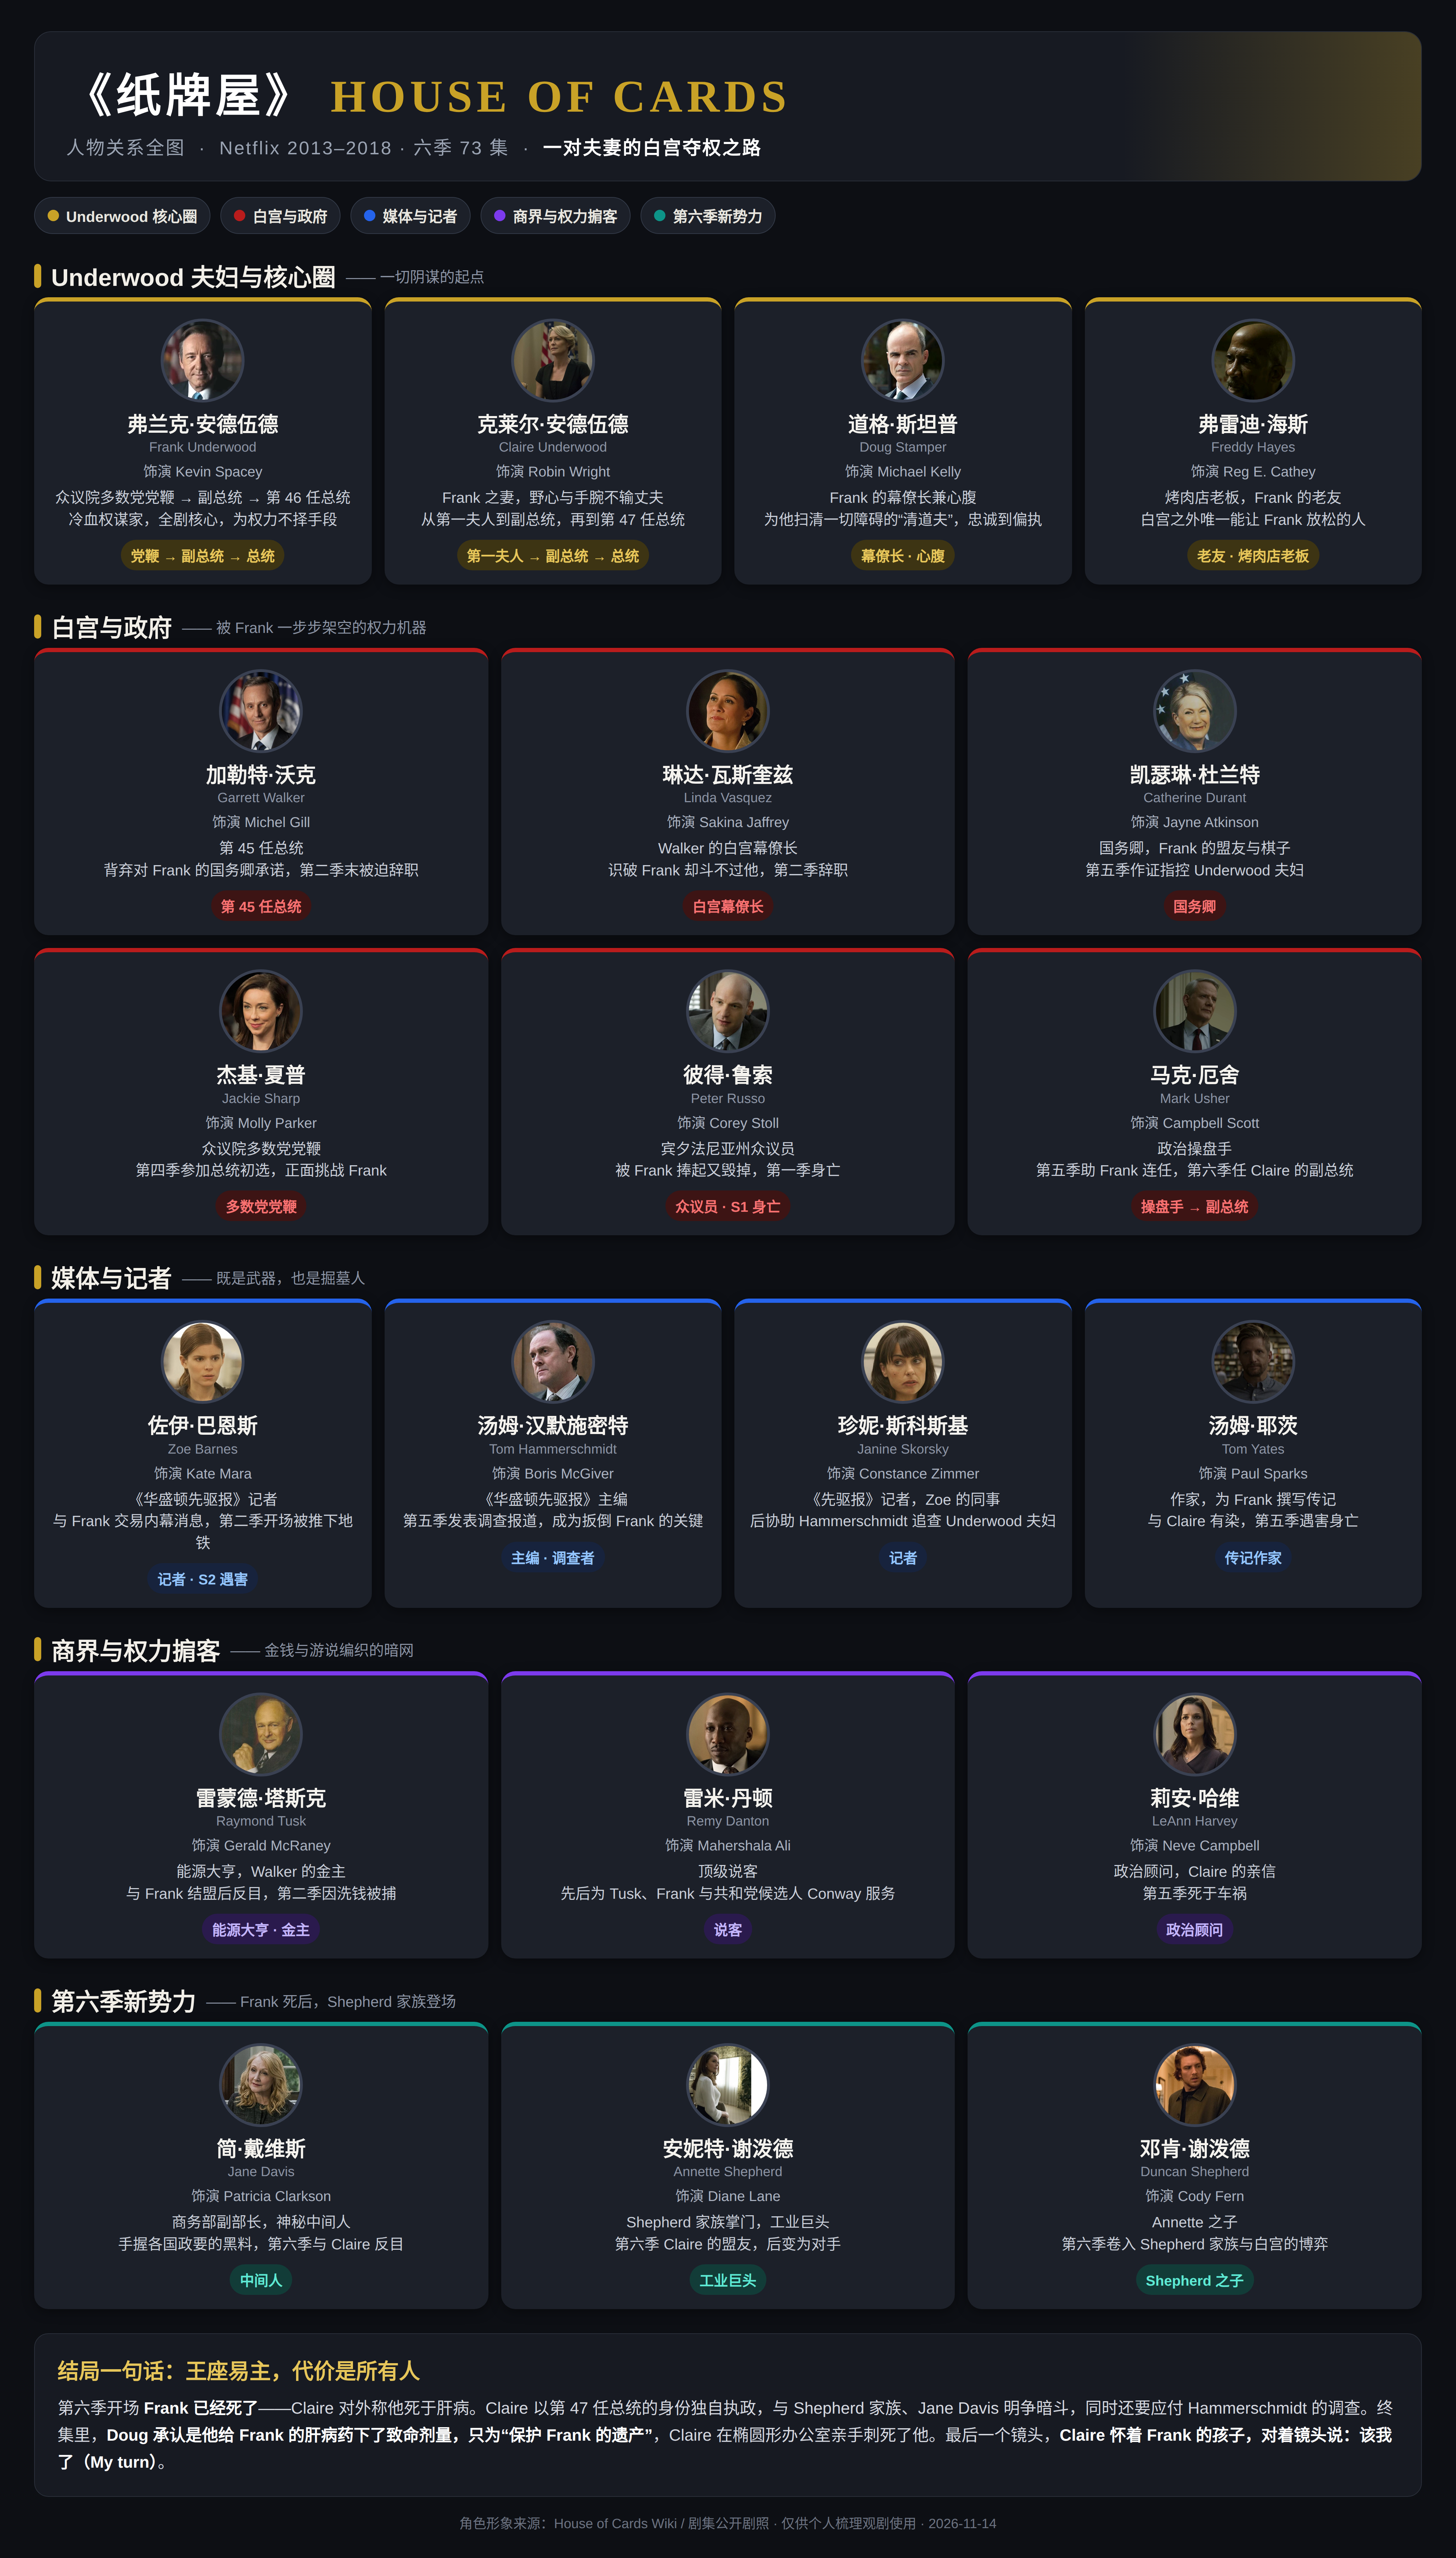 《纸牌屋》 HOUSE OF CARDS
人物关系全图 · Netflix 2013–2018 · 六季 73 集 · 一对夫妻的白宫夺权之路
Underwood 核心圈 白宫与政府 媒体与记者 商界与权力掮客 第六季新势力
Underwood 夫妇与核心圈 —— 一切阴谋的起点
弗兰克·安德伍德
Frank Underwood
饰演 Kevin Spacey
众议院多数党党鞭 → 副总统 → 第 46 任总统
冷血权谋家，全剧核心，为权力不择手段
党鞭 → 副总统 → 总统
克莱尔·安德伍德
Claire Underwood
饰演 Robin Wright
Frank 之妻，野心与手腕不输丈夫
从第一夫人到副总统，再到第 47 任总统
第一夫人 → 副总统 → 总统
道格·斯坦普
Doug Stamper
饰演 Michael Kelly
Frank 的幕僚长兼心腹
为他扫清一切障碍的“清道夫”，忠诚到偏执
幕僚长 · 心腹
弗雷迪·海斯
Freddy Hayes
饰演 Reg E. Cathey
烤肉店老板，Frank 的老友
白宫之外唯一能让 Frank 放松的人
老友 · 烤肉店老板
白宫与政府 —— 被 Frank 一步步架空的权力机器
加勒特·沃克
Garrett Walker
饰演 Michel Gill
第 45 任总统
背弃对 Frank 的国务卿承诺，第二季末被迫辞职
第 45 任总统
琳达·瓦斯奎兹
Linda Vasquez
饰演 Sakina Jaffrey
Walker 的白宫幕僚长
识破 Frank 却斗不过他，第二季辞职
白宫幕僚长
凯瑟琳·杜兰特
Catherine Durant
饰演 Jayne Atkinson
国务卿，Frank 的盟友与棋子
第五季作证指控 Underwood 夫妇
国务卿
杰基·夏普
Jackie Sharp
饰演 Molly Parker
众议院多数党党鞭
第四季参加总统初选，正面挑战 Frank
多数党党鞭
彼得·鲁索
Peter Russo
饰演 Corey Stoll
宾夕法尼亚州众议员
被 Frank 捧起又毁掉，第一季身亡
众议员 · S1 身亡
马克·厄舍
Mark Usher
饰演 Campbell Scott
政治操盘手
第五季助 Frank 连任，第六季任 Claire 的副总统
操盘手 → 副总统
媒体与记者 —— 既是武器，也是掘墓人
佐伊·巴恩斯
Zoe Barnes
饰演 Kate Mara
《华盛顿先驱报》记者
与 Frank 交易内幕消息，第二季开场被推下地
铁
记者 · S2 遇害
汤姆·汉默施密特
Tom Hammerschmidt
饰演 Boris McGiver
《华盛顿先驱报》主编
第五季发表调查报道，成为扳倒 Frank 的关键
主编 · 调查者
珍妮·斯科斯基
Janine Skorsky
饰演 Constance Zimmer
《先驱报》记者，Zoe 的同事
后协助 Hammerschmidt 追查 Underwood 夫妇
记者
汤姆·耶茨
Tom Yates
饰演 Paul Sparks
作家，为 Frank 撰写传记
与 Claire 有染，第五季遇害身亡
传记作家
商界与权力掮客 —— 金钱与游说编织的暗网
雷蒙德·塔斯克
Raymond Tusk
饰演 Gerald McRaney
能源大亨，Walker 的金主
与 Frank 结盟后反目，第二季因洗钱被捕
能源大亨 · 金主
雷米·丹顿
Remy Danton
饰演 Mahershala Ali
顶级说客
先后为 Tusk、Frank 与共和党候选人 Conway 服务
说客
莉安·哈维
LeAnn Harvey
饰演 Neve Campbell
政治顾问，Claire 的亲信
第五季死于车祸
政治顾问
第六季新势力 —— Frank 死后，Shepherd 家族登场
简·戴维斯
Jane Davis
饰演 Patricia Clarkson
商务部副部长，神秘中间人
手握各国政要的黑料，第六季与 Claire 反目
中间人
安妮特·谢泼德
Annette Shepherd
饰演 Diane Lane
Shepherd 家族掌门，工业巨头
第六季 Claire 的盟友，后变为对手
工业巨头
邓肯·谢泼德
Duncan Shepherd
饰演 Cody Fern
Annette 之子
第六季卷入 Shepherd 家族与白宫的博弈
Shepherd 之子
结局一句话：王座易主，代价是所有人
第六季开场 Frank 已经死了——Claire 对外称他死于肝病。Claire 以第 47 任总统的身份独自执政，与 Shepherd 家族、Jane Davis 明争暗斗，同时还要应付 Hammerschmidt 的调查。终
集里，Doug 承认是他给 Frank 的肝病药下了致命剂量，只为“保护 Frank 的遗产”，Claire 在椭圆形办公室亲手刺死了他。最后一个镜头，Claire 怀着 Frank 的孩子，对着镜头说：该我
了（My turn）。
角色形象来源：House of Cards Wiki / 剧集公开剧照 · 仅供个人梳理观剧使用 · 2026-11-14